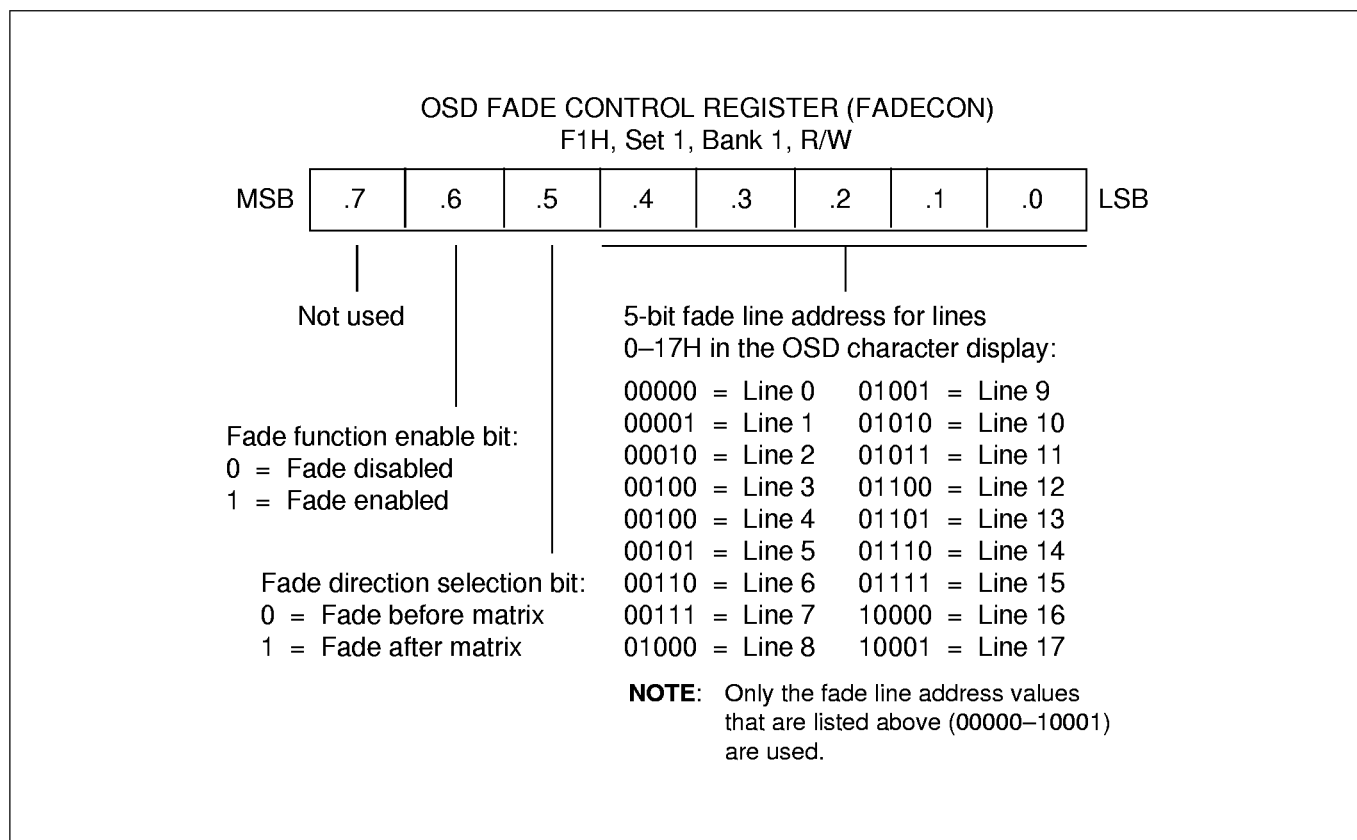 OSD FADE CONTROL REGISTER (FADECON)
F1H, Set 1, Bank 1, R/W
MSB .7 .6 .5 .4 .3 .2 .1 .0 LSB
Not used
Fade function enable bit:
0 = Fade disabled
1 = Fade enabled
Fade direction selection bit:
0 = Fade before matrix
1 = Fade after matrix
5-bit fade line address for lines
0–17H in the OSD character display:
00000 = Line 0 01001 = Line 9
00001 = Line 1 01010 = Line 10
00010 = Line 2 01011 = Line 11
00100 = Line 3 01100 = Line 12
00100 = Line 4 01101 = Line 13
00101 = Line 5 01110 = Line 14
00110 = Line 6 01111 = Line 15
00111 = Line 7 10000 = Line 16
01000 = Line 8 10001 = Line 17
NOTE: Only the fade line address values
that are listed above (00000–10001)
are used.